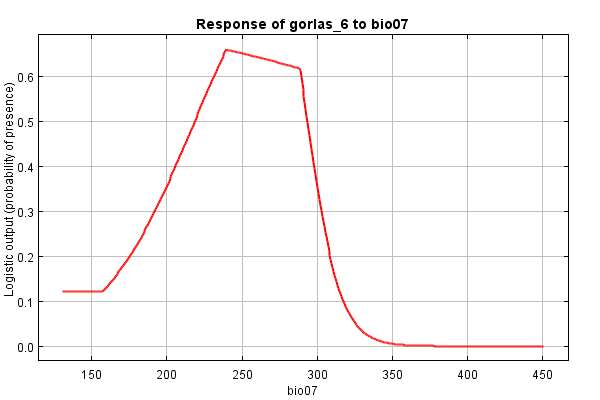 Response of gorlas_6 to bio07
Logistic output (probability of presence)
0.6
0.5
0.4
0.3
0.2
0.1
0.0
150 200 250 300 350 400 450
bio07